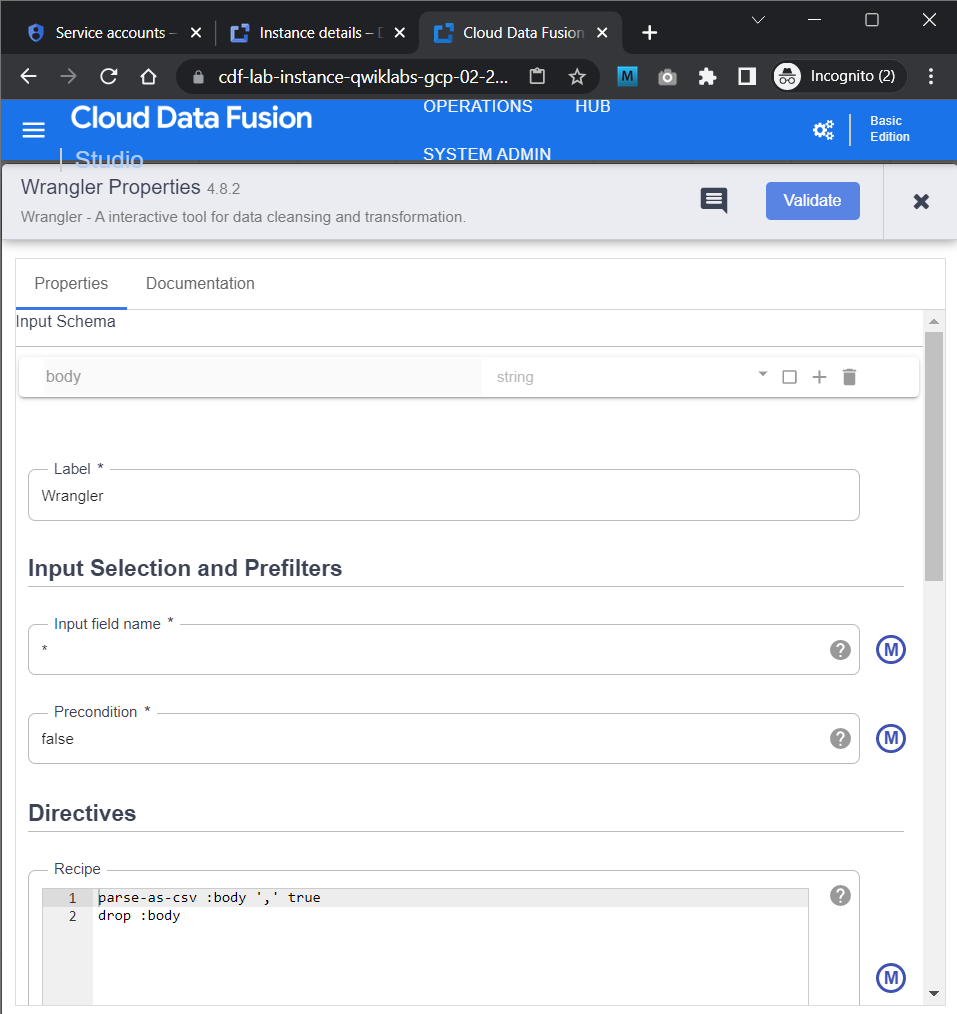 Service accounts –
Instance details – D
Cloud Data Fusion
cdf-lab-instance-qwiklabs-gcp-02-2...
M
Incognito (2)
Cloud Data Fusion
Studio
OPERATIONS HUB
SYSTEM ADMIN
Basic
Edition
Wrangler Properties 4.8.2
Wrangler - A interactive tool for data cleansing and transformation.
Validate
Properties Documentation
Input Schema
body string
Label *
Wrangler
Input Selection and Prefilters
Input field name *
*
? M
Precondition *
false
? M
Directives
Recipe
1 parse-as-csv :body ',' true
2 drop :body
?
M